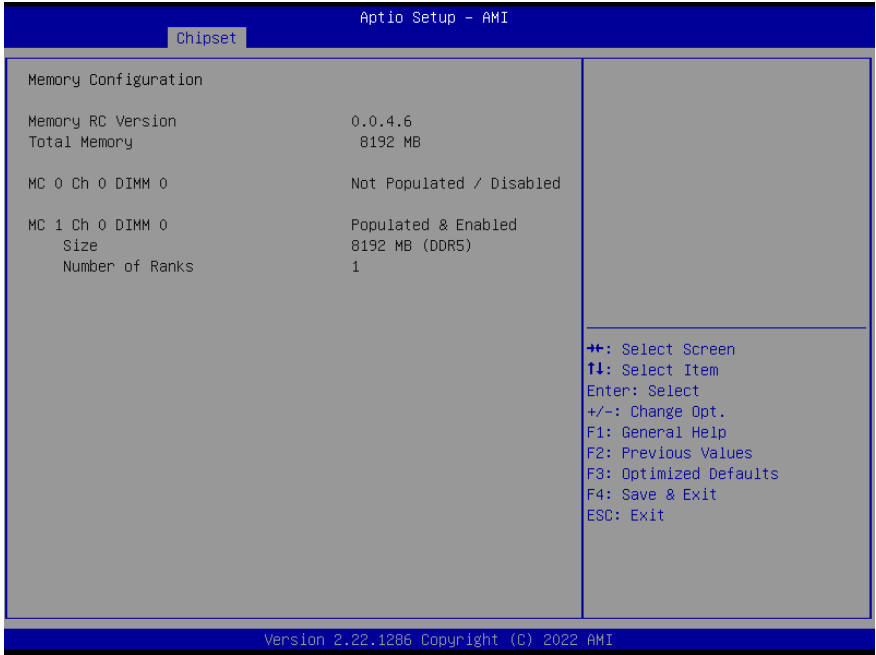 Aptio Setup – AMI
Chipset
Memory Configuration
Memory RC Version 0.0.4.6
Total Memory 8192 MB
MC 0 Ch 0 DIMM 0 Not Populated / Disabled
MC 1 Ch 0 DIMM 0 Populated & Enabled
Size 8192 MB (DDR5)
Number of Ranks 1
→←: Select Screen
↑↓: Select Item
Enter: Select
+/-: Change Opt.
F1: General Help
F2: Previous Values
F3: Optimized Defaults
F4: Save & Exit
ESC: Exit
Version 2.22.1286 Copyright (C) 2022 AMI